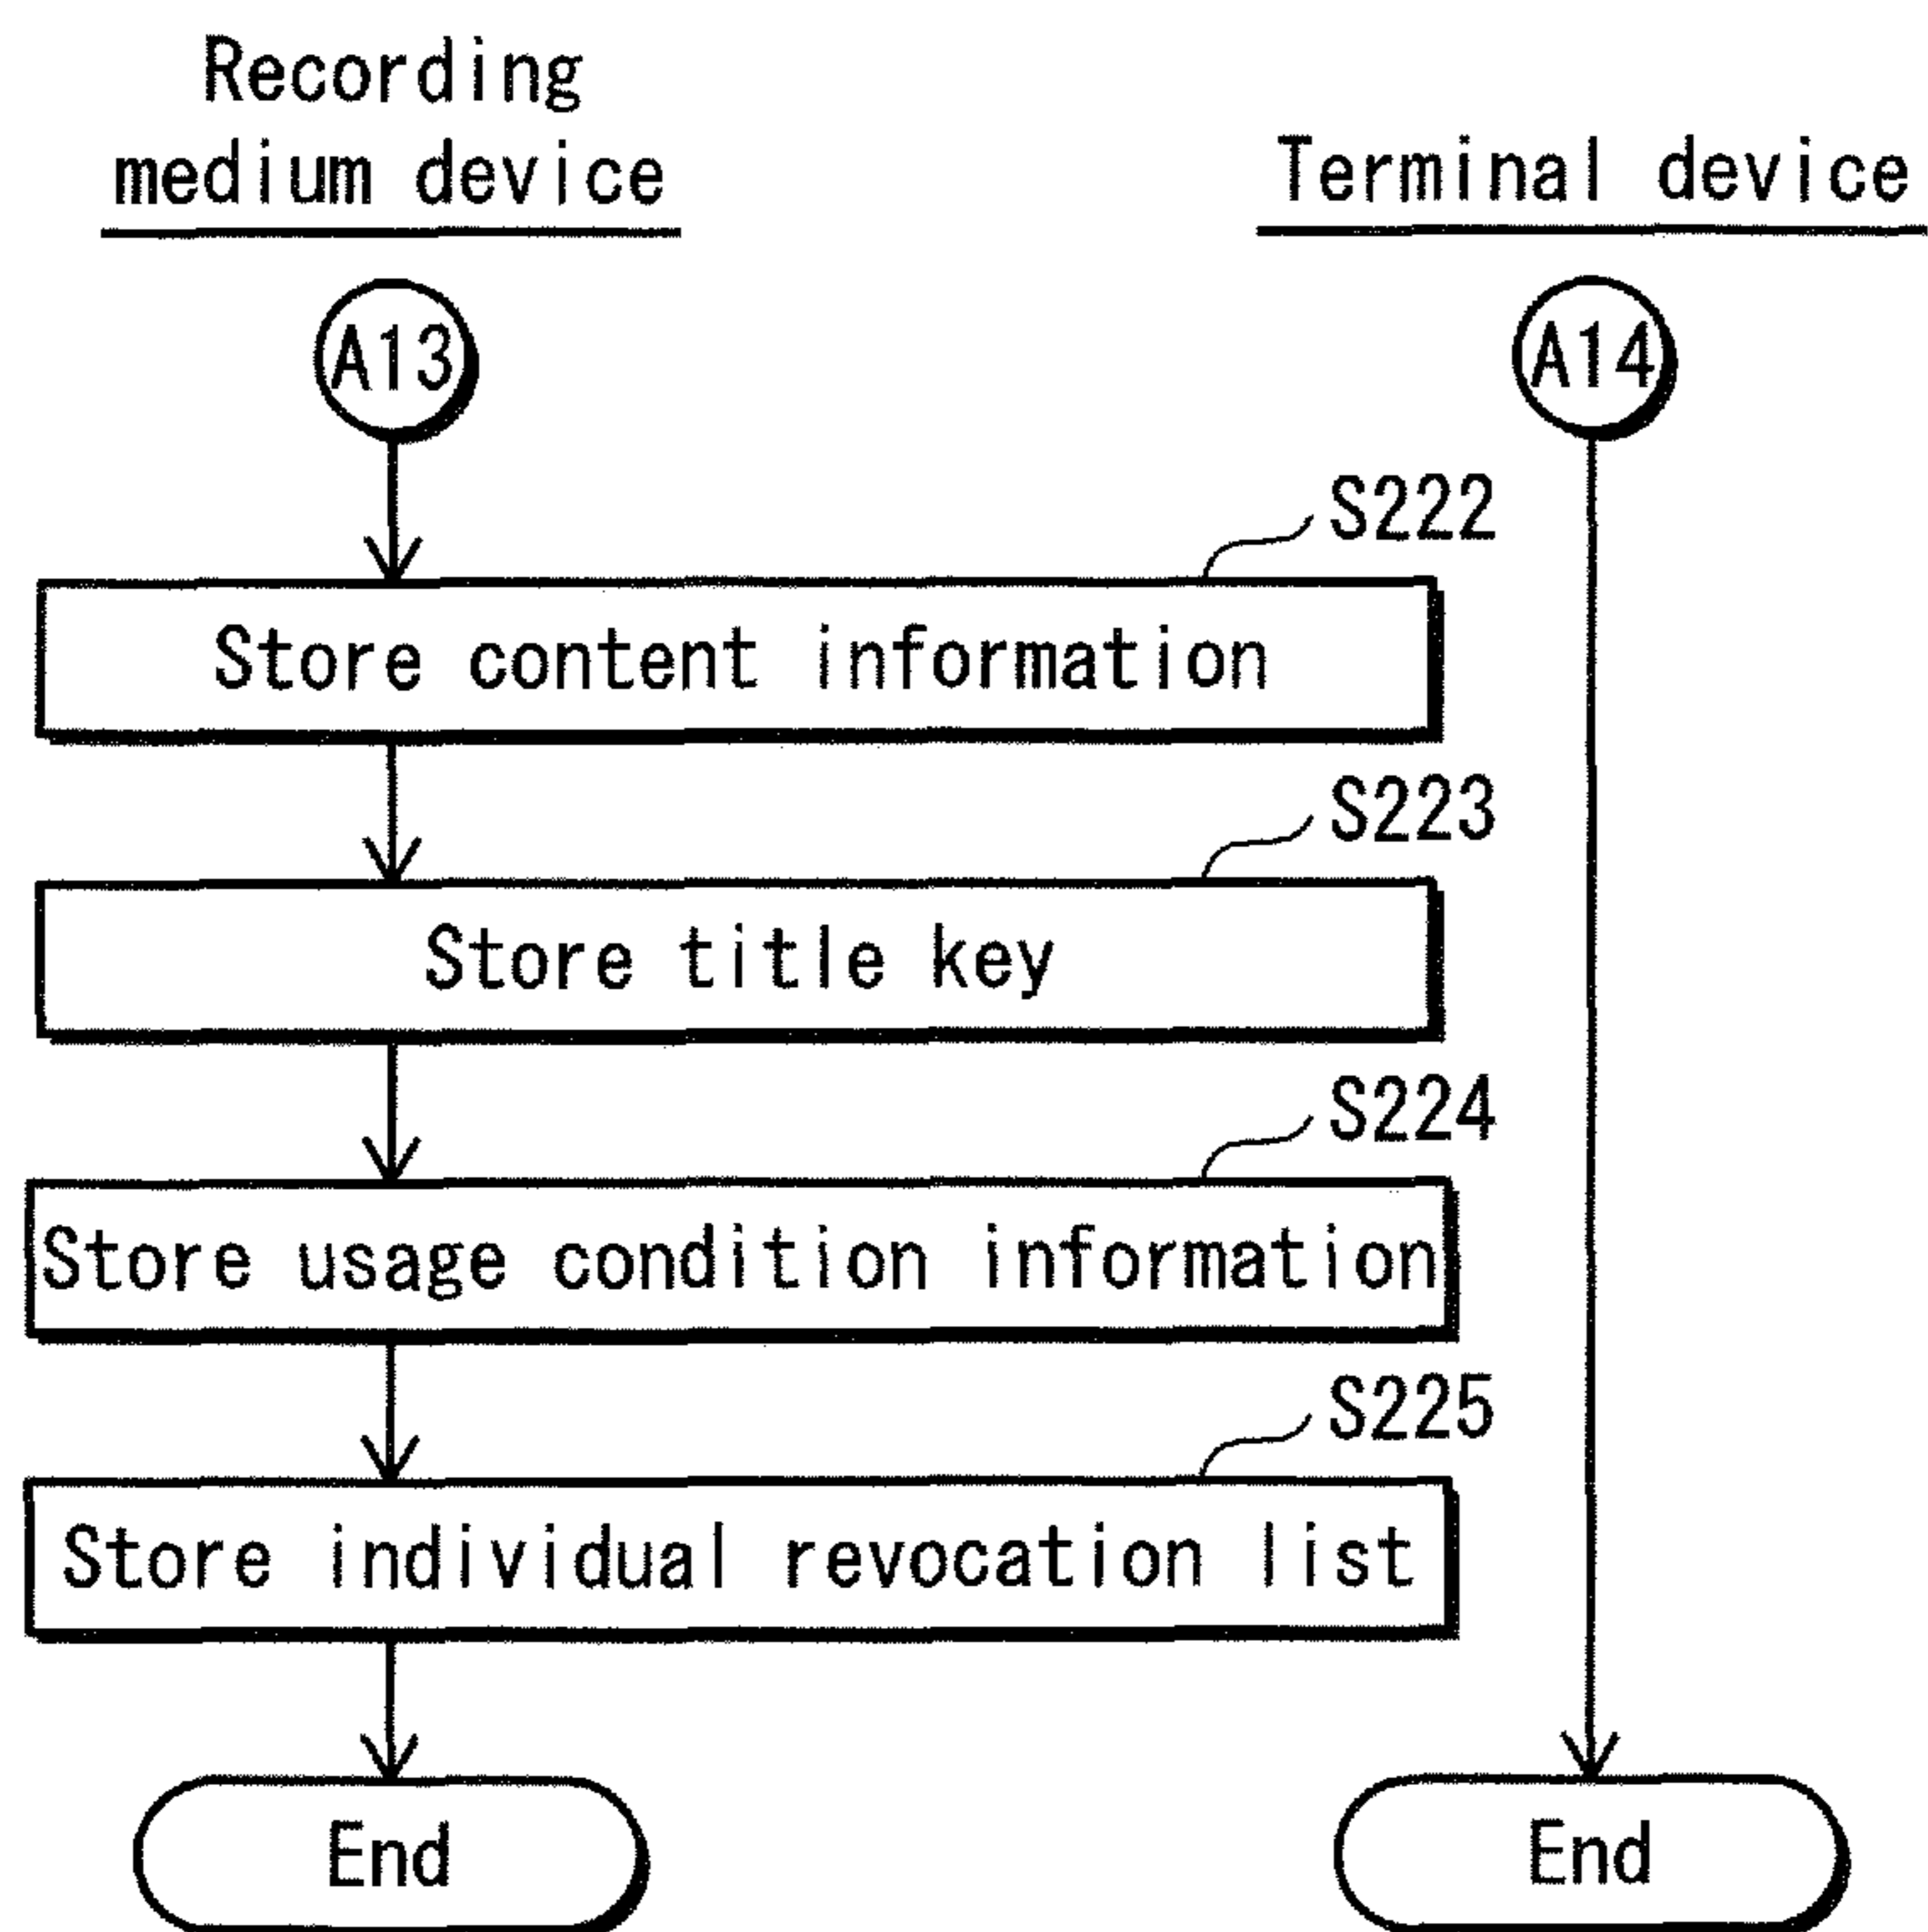 Recording
medium device
Terminal device
A13
A14
S222
Store content information
S223
Store title key
S224
Store usage condition information
S225
Store individual revocation list
End
End